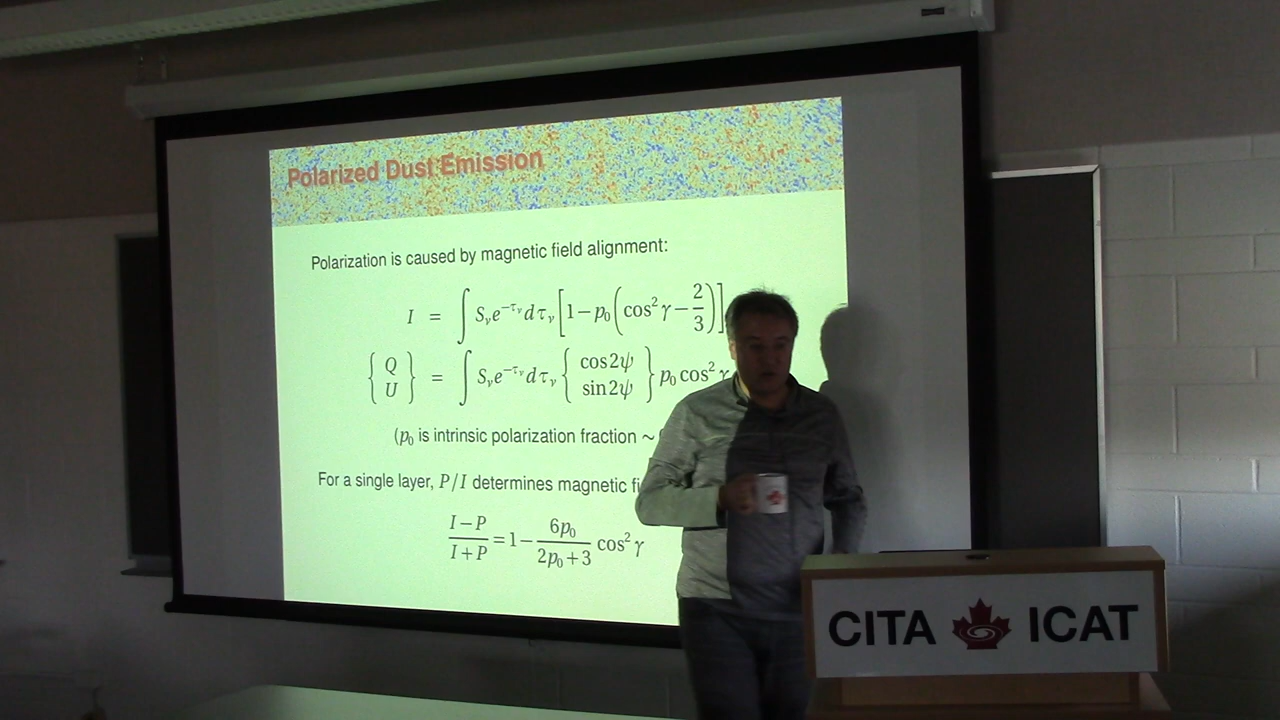 Polarized Dust Emission
Polarization is caused by magnetic field alignment:
I = ∫ S_ν e^{−τ_ν} dτ_ν [1 − p_0 (cos² γ − 2/3)]
{Q U} = ∫ S_ν e^{−τ_ν} dτ_ν {cos 2ψ sin 2ψ} p_0 cos² γ
(p_0 is intrinsic polarization fraction ~
For a single layer, P/I determines magnetic fi
(I − P)/(I + P) = 1 − 6p_0/(2p_0 + 3) cos² γ
CITA ICAT